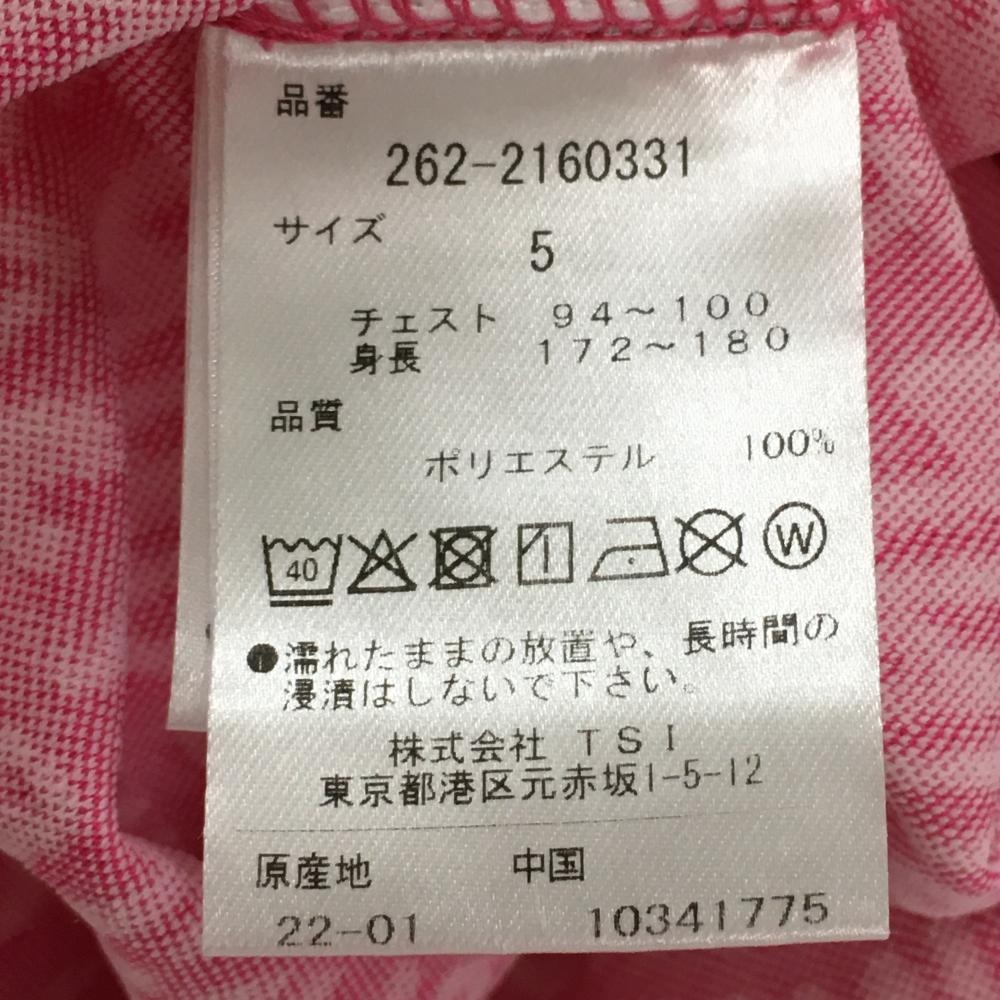 品番
262-2160331
サイズ
5
チェスト 94～100
身長 172～180
品質
ポリエステル 100%
40 W
●濡れたままの放置や、長時間の
浸漬はしないで下さい。
株式会社 TSI
東京都港区元赤坂1-5-12
原産地 中国
22-01 10341775